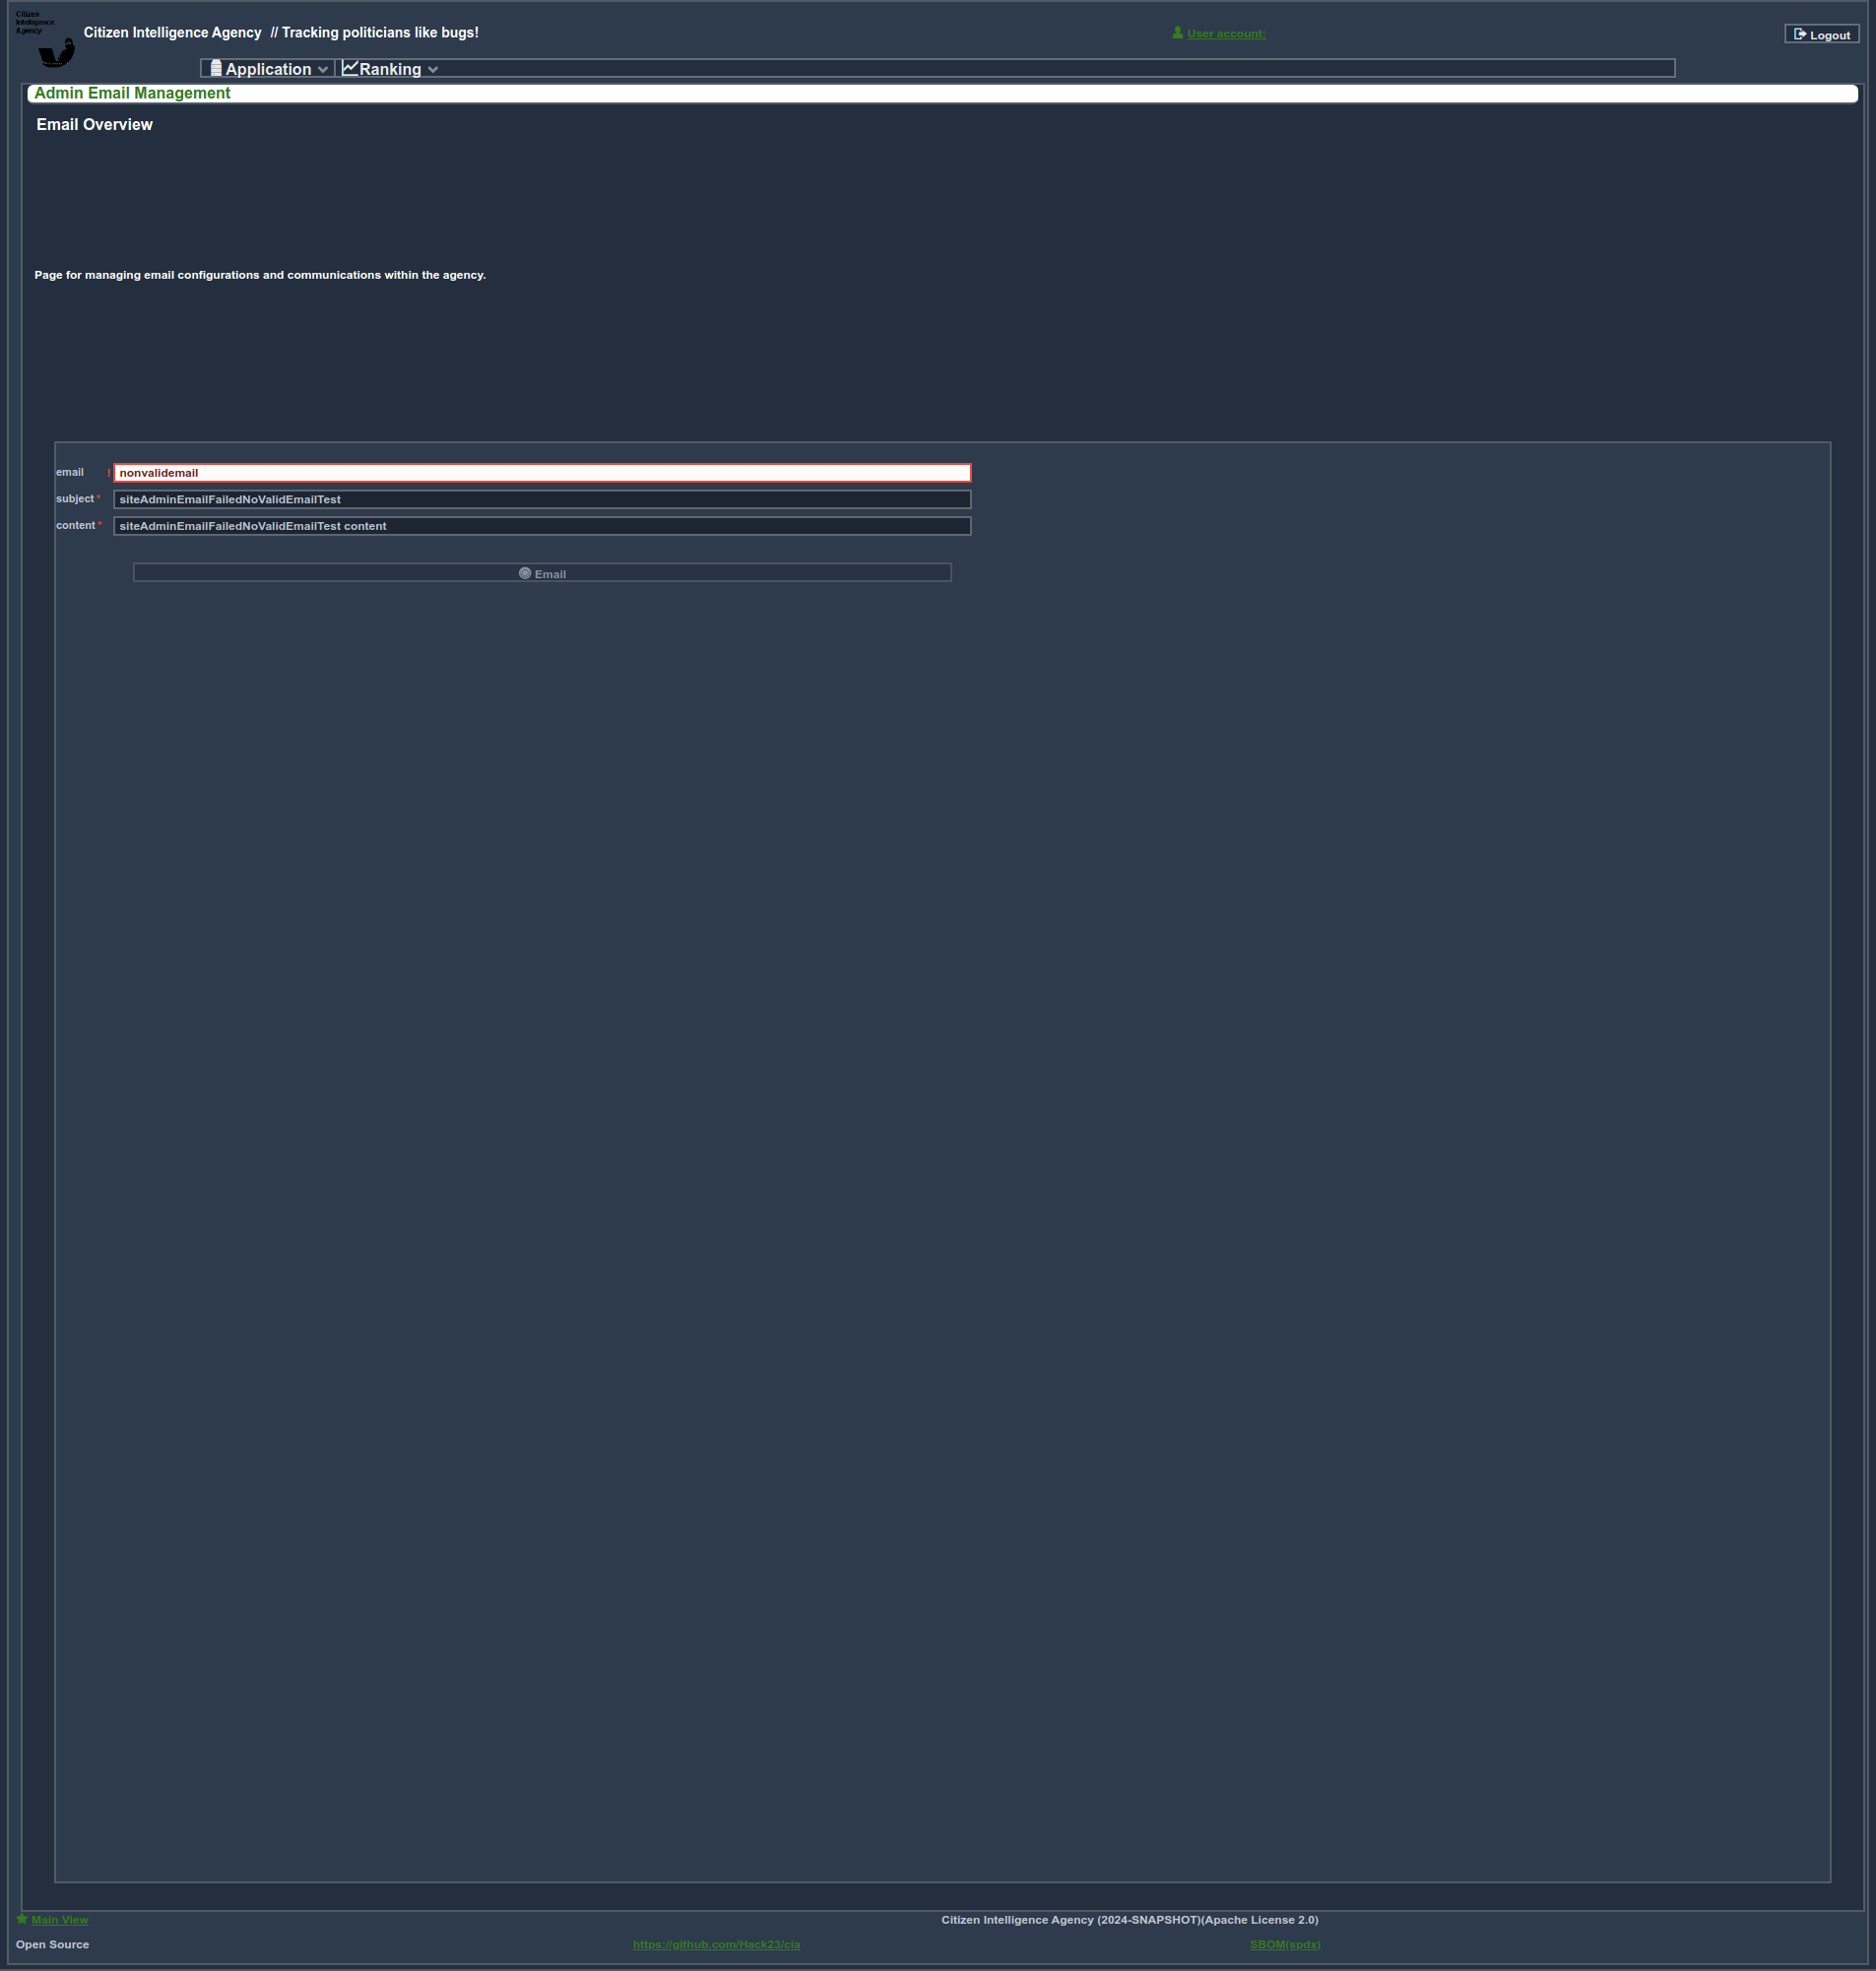 Citizen
Intelligence
Agency
Citizen Intelligence Agency // Tracking politicians like bugs!
User account:
Logout
Application
Ranking
Admin Email Management
Email Overview
Page for managing email configurations and communications within the agency.
email ! nonvalidemail
subject * siteAdminEmailFailedNoValidEmailTest
content * siteAdminEmailFailedNoValidEmailTest content
Email
Main View
Citizen Intelligence Agency (2024-SNAPSHOT)(Apache License 2.0)
Open Source
https://github.com/Hack23/cia
SBOM(spdx)